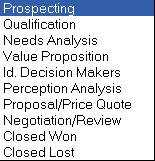 Prospecting
Qualification
Needs Analysis
Value Proposition
Id. Decision Makers
Perception Analysis
Proposal/Price Quote
Negotiation/Review
Closed Won
Closed Lost